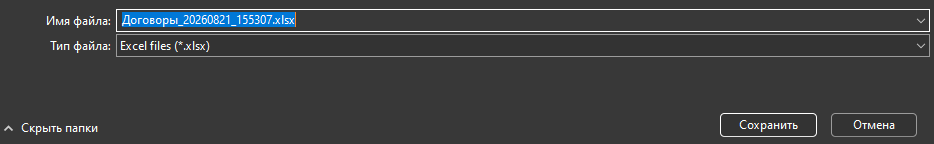 Имя файла: Договоры_20260821_155307.xlsx
Тип файла: Excel files (*.xlsx)
Скрыть папки Сохранить Отмена